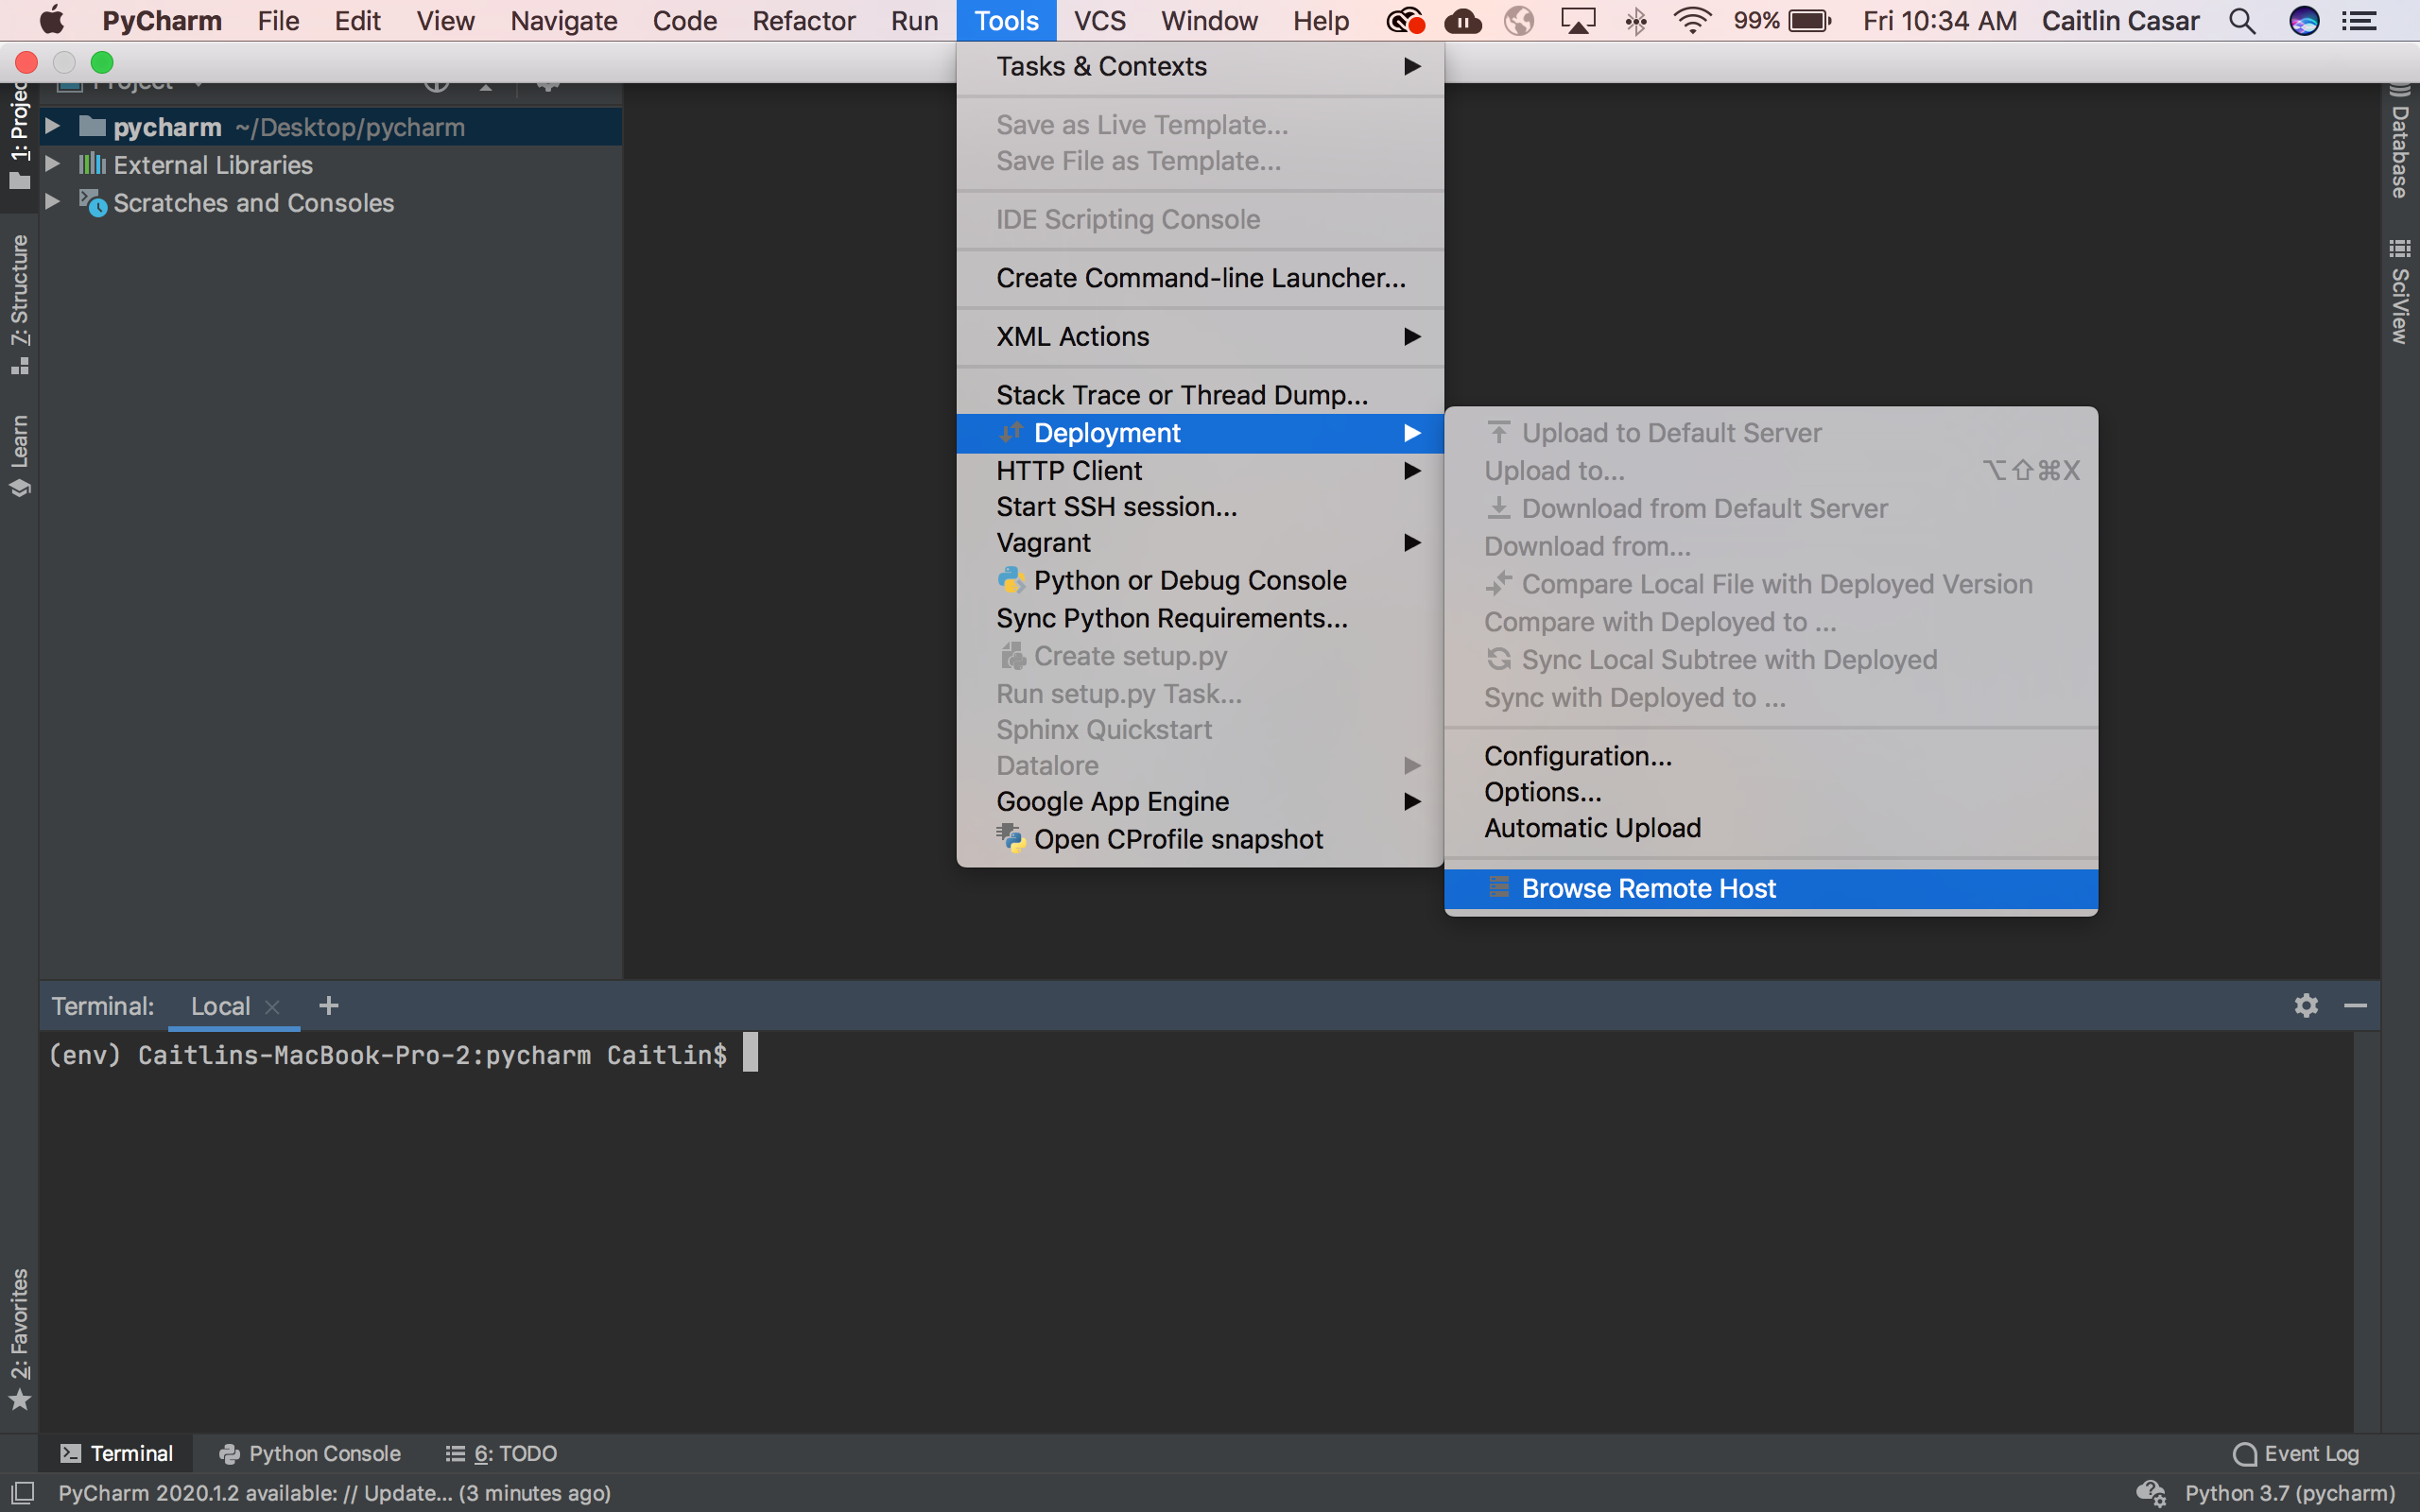 PyCharm File Edit View Navigate Code Refactor Run Tools VCS Window Help 99% Fri 10:34 AM Caitlin Casar
Project
1: Project
pycharm ~/Desktop/pycharm
External Libraries
Scratches and Consoles
7: Structure
Learn
2: Favorites
Database
SciView
Tasks & Contexts
Save as Live Template...
Save File as Template...
IDE Scripting Console
Create Command-line Launcher...
XML Actions
Stack Trace or Thread Dump...
Deployment
HTTP Client
Start SSH session...
Vagrant
Python or Debug Console
Sync Python Requirements...
Create setup.py
Run setup.py Task...
Sphinx Quickstart
Datalore
Google App Engine
Open CProfile snapshot
Upload to Default Server
Upload to... ⌥⇧⌘X
Download from Default Server
Download from...
Compare Local File with Deployed Version
Compare with Deployed to ...
Sync Local Subtree with Deployed
Sync with Deployed to ...
Configuration...
Options...
Automatic Upload
Browse Remote Host
Terminal: Local
(env) Caitlins-MacBook-Pro-2:pycharm Caitlin$
Terminal Python Console 6: TODO Event Log
PyCharm 2020.1.2 available: // Update... (3 minutes ago) Python 3.7 (pycharm)